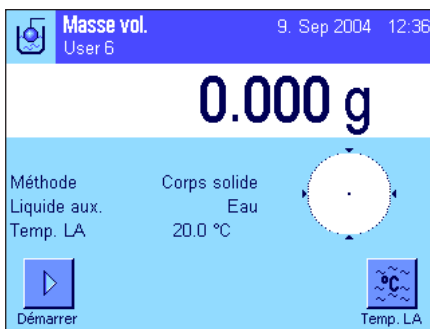 Masse vol. 9. Sep 2004 12:36
User 6
0.000 g
Méthode Corps solide
Liquide aux. Eau
Temp. LA 20.0 °C
°C
Démarrer Temp. LA